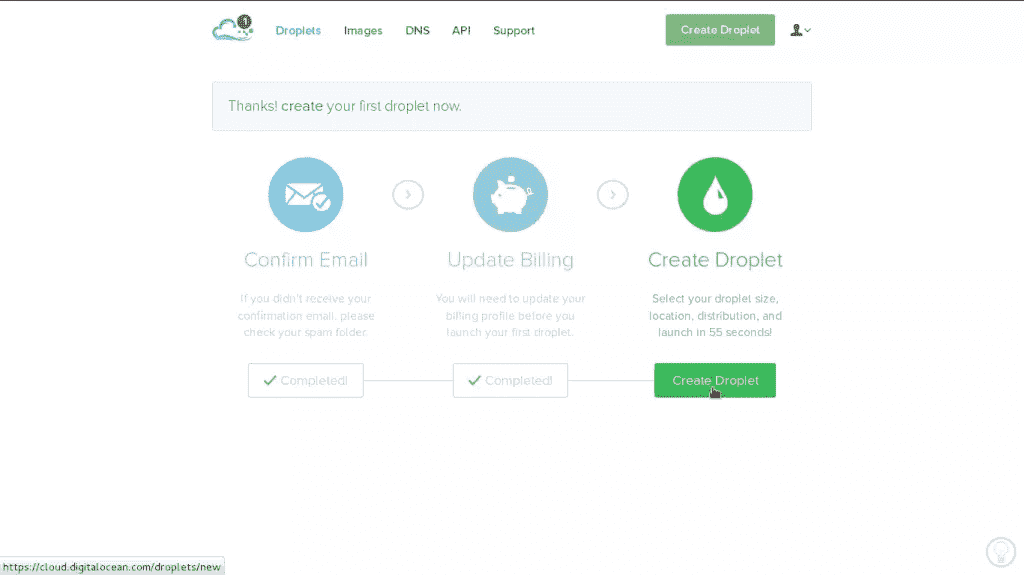 Droplets Images DNS API Support Create Droplet
Thanks! create your first droplet now.
Confirm Email
If you didn't receive your
confirmation email, please
check your spam folder.
Completed!
Update Billing
You will need to update your
billing profile before you
launch your first droplet.
Completed!
Create Droplet
Select your droplet size,
location, distribution, and
launch in 55 seconds!
Create Droplet
https://cloud.digitalocean.com/droplets/new